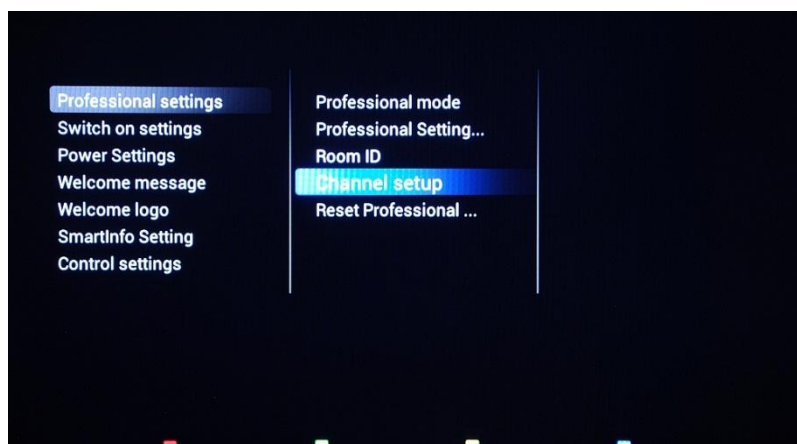 Professional settings
Switch on settings
Power Settings
Welcome message
Welcome logo
SmartInfo Setting
Control settings
Professional mode
Professional Setting...
Room ID
Channel setup
Reset Professional ...